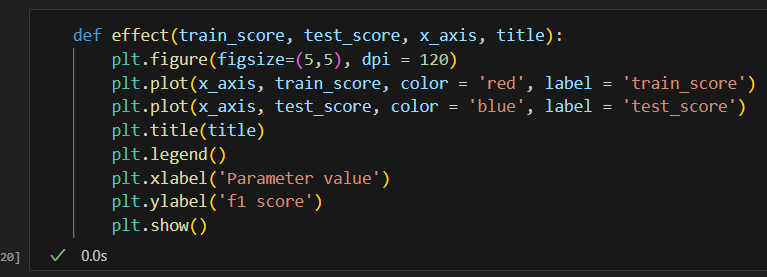 def effect(train_score, test_score, x_axis, title):
    plt.figure(figsize=(5,5), dpi = 120)
    plt.plot(x_axis, train_score, color = 'red', label = 'train_score')
    plt.plot(x_axis, test_score, color = 'blue', label = 'test_score')
    plt.title(title)
    plt.legend()
    plt.xlabel('Parameter value')
    plt.ylabel('f1 score')
    plt.show()
20] ✓ 0.0s